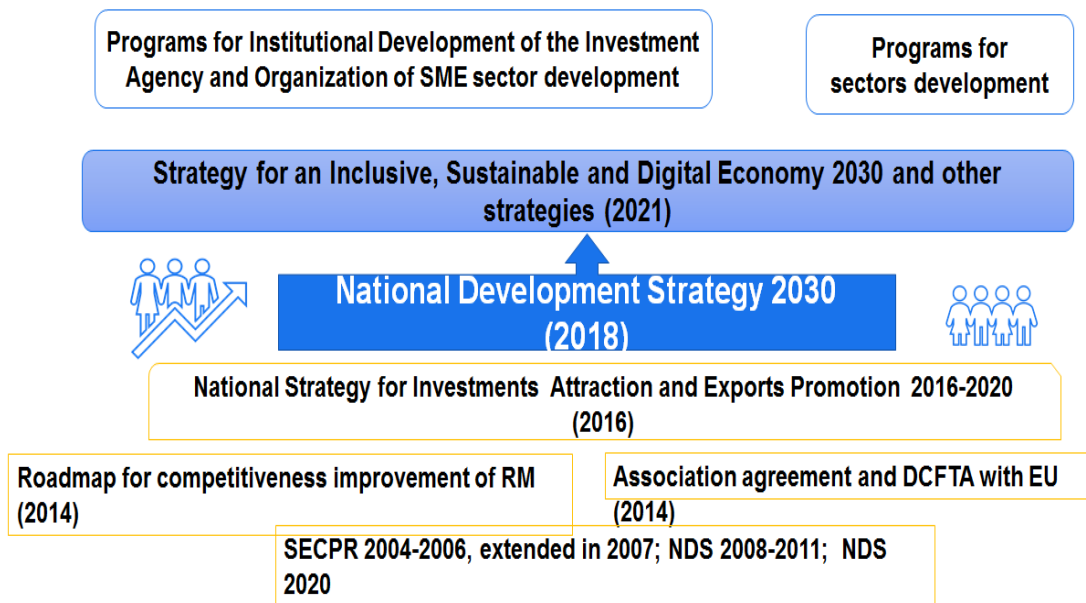 Programs for Institutional Development of the Investment
Agency and Organization of SME sector development
Programs for
sectors development
Strategy for an Inclusive, Sustainable and Digital Economy 2030 and other
strategies (2021)
National Development Strategy 2030
(2018)
National Strategy for Investments Attraction and Exports Promotion 2016-2020
(2016)
Roadmap for competitiveness improvement of RM
(2014)
Association agreement and DCFTA with EU
(2014)
SECPR 2004-2006, extended in 2007; NDS 2008-2011; NDS
2020